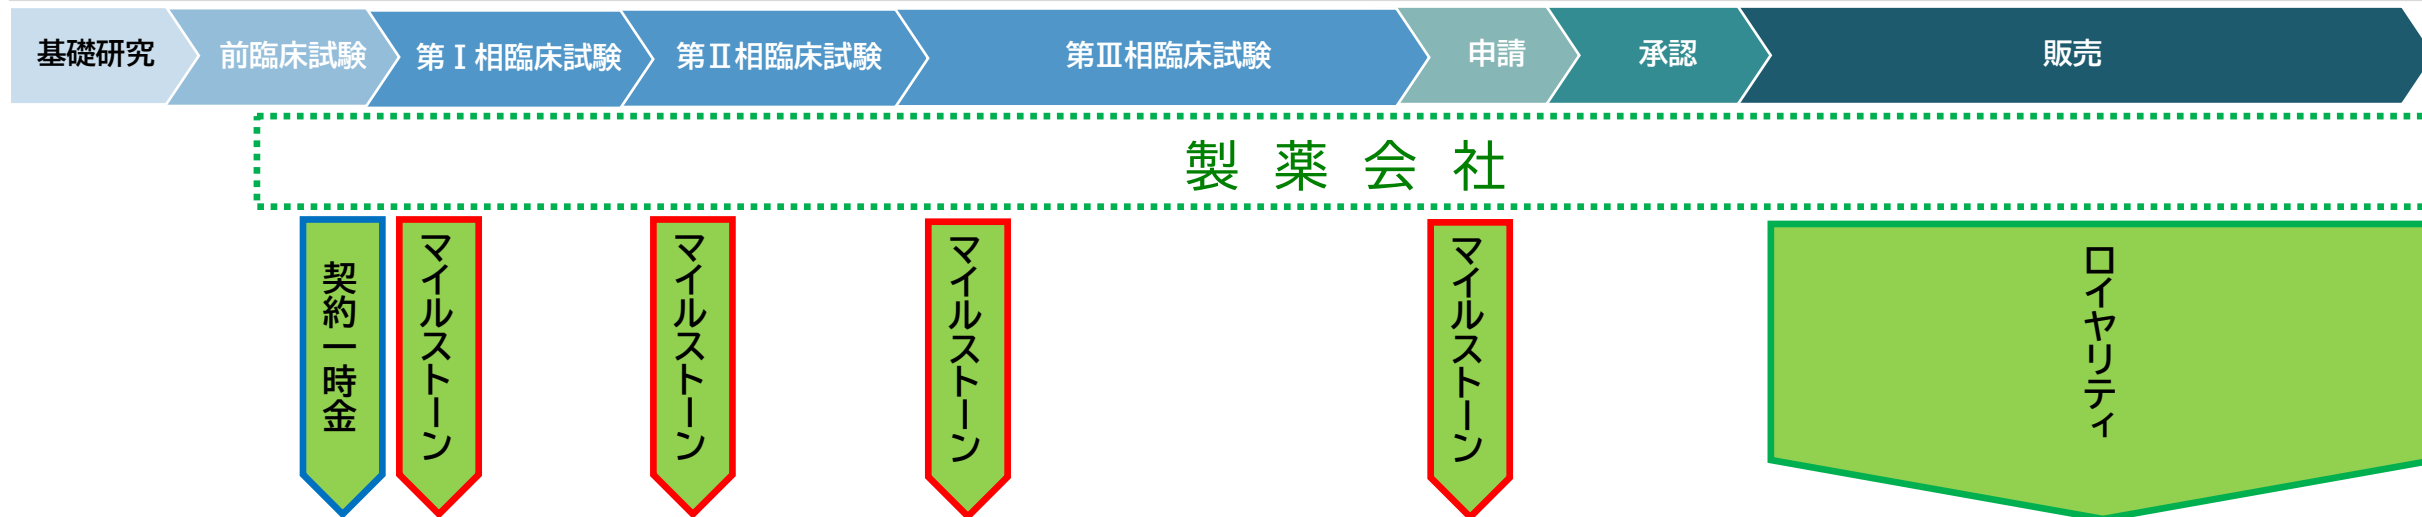 基礎研究
前臨床試験
第Ⅰ相臨床試験
第Ⅱ相臨床試験
第Ⅲ相臨床試験
申請
承認
販売
製薬会社
契約一時金
マイルストーン
マイルストーン
マイルストーン
マイルストーン
ロイヤリティ